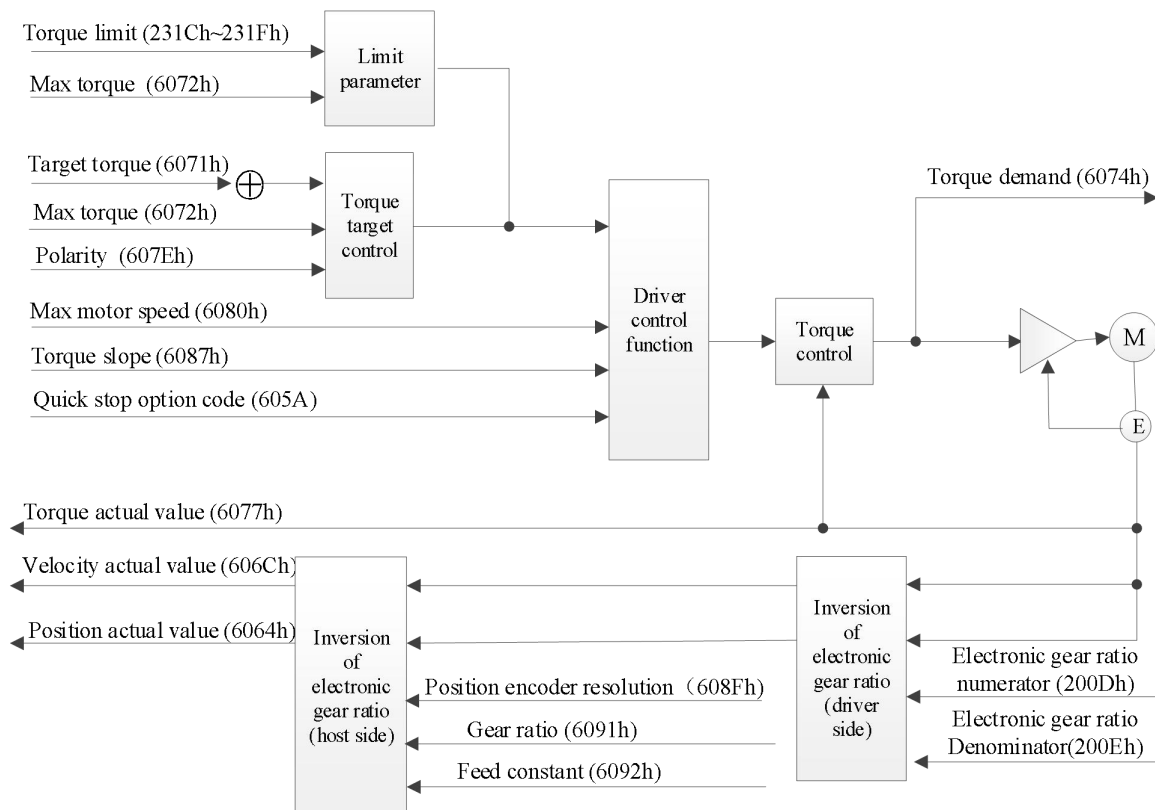 Torque limit (231Ch~231Fh)
Max torque (6072h)
Limit
parameter
Target torque (6071h)
Max torque (6072h)
Polarity (607Eh)
Torque
target
control
Max motor speed (6080h)
Torque slope (6087h)
Quick stop option code (605A)
Driver
control
function
Torque
control
Torque demand (6074h)
M
E
Torque actual value (6077h)
Velocity actual value (606Ch)
Position actual value (6064h)
Inversion
of
electronic
gear ratio
(host side)
Position encoder resolution（608Fh)
Gear ratio (6091h)
Feed constant (6092h)
Inversion
of
electronic
gear ratio
(driver
side)
Electronic gear ratio
numerator (200Dh)
Electronic gear ratio
Denominator(200Eh)